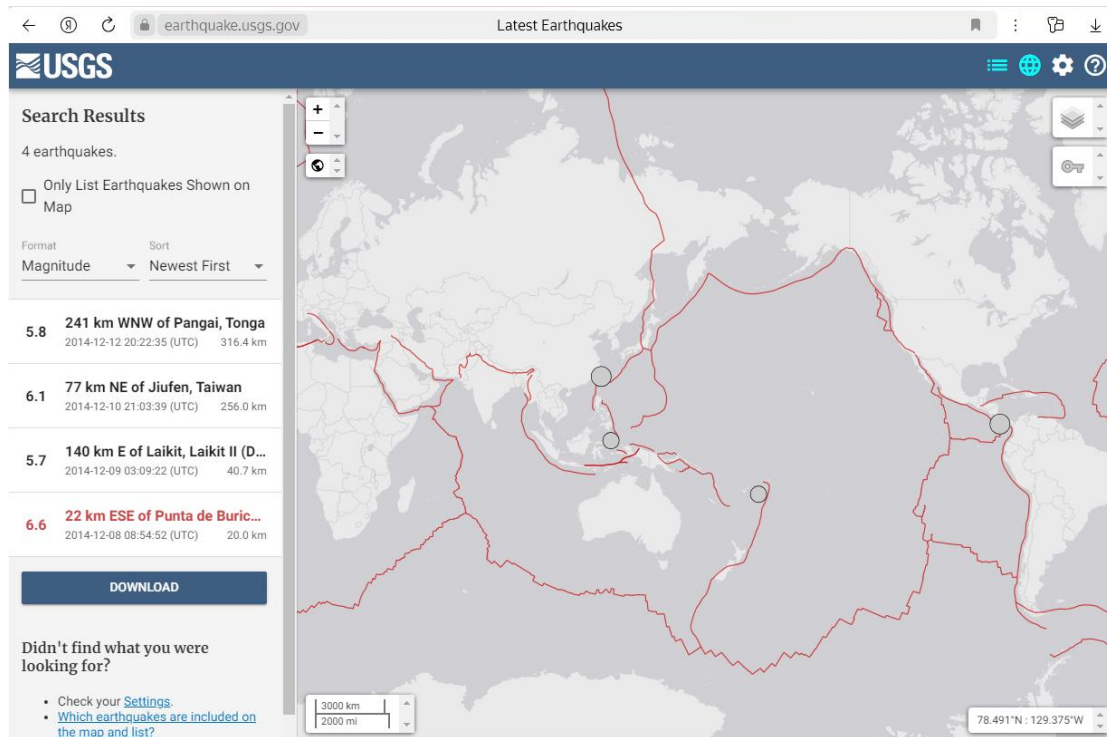 earthquake.usgs.gov
Latest Earthquakes
USGS
Search Results
4 earthquakes.
Only List Earthquakes Shown on
Map
Format
Magnitude
Sort
Newest First
5.8
241 km WNW of Pangai, Tonga
2014-12-12 20:22:35 (UTC) 316.4 km
6.1
77 km NE of Jiufen, Taiwan
2014-12-10 21:03:39 (UTC) 256.0 km
5.7
140 km E of Laikit, Laikit II (D...
2014-12-09 03:09:22 (UTC) 40.7 km
6.6
22 km ESE of Punta de Buric...
2014-12-08 08:54:52 (UTC) 20.0 km
DOWNLOAD
Didn't find what you were
looking for?
• Check your Settings.
• Which earthquakes are included on
the map and list?
+
−
3000 km
2000 mi
78.491°N : 129.375°W